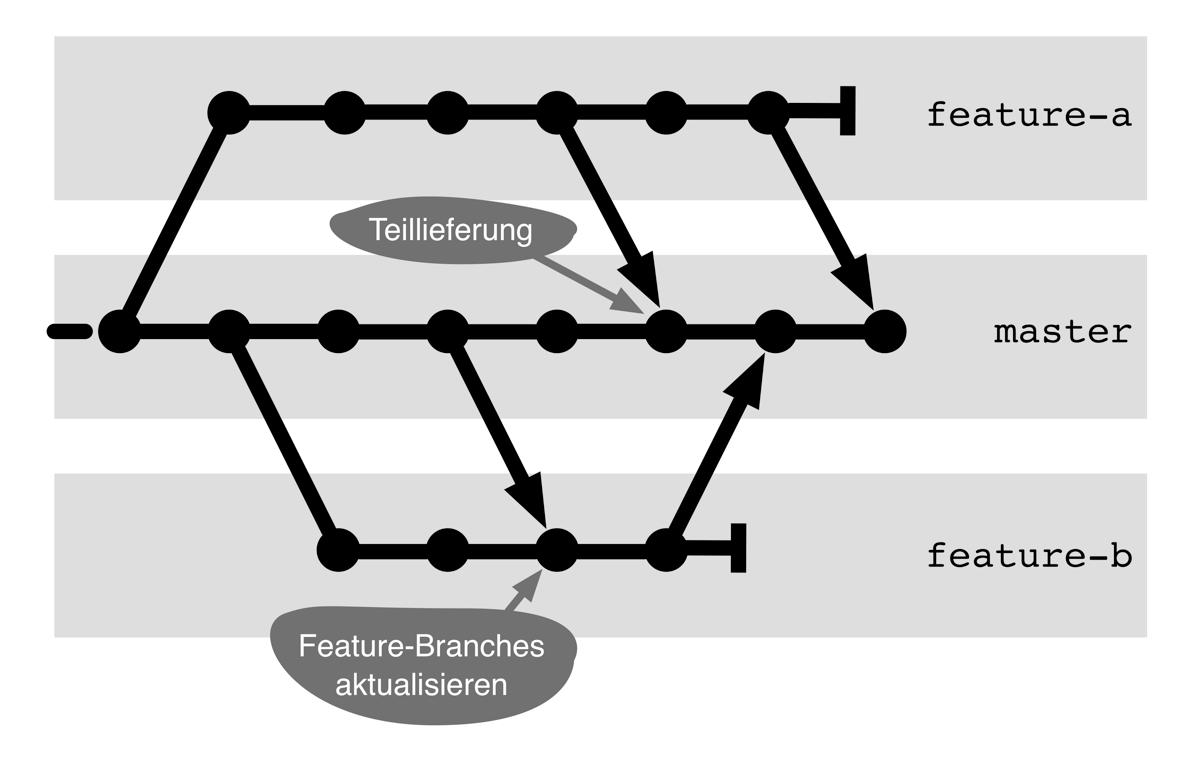 feature-a
Teillieferung
master
feature-b
Feature-Branches
aktualisieren